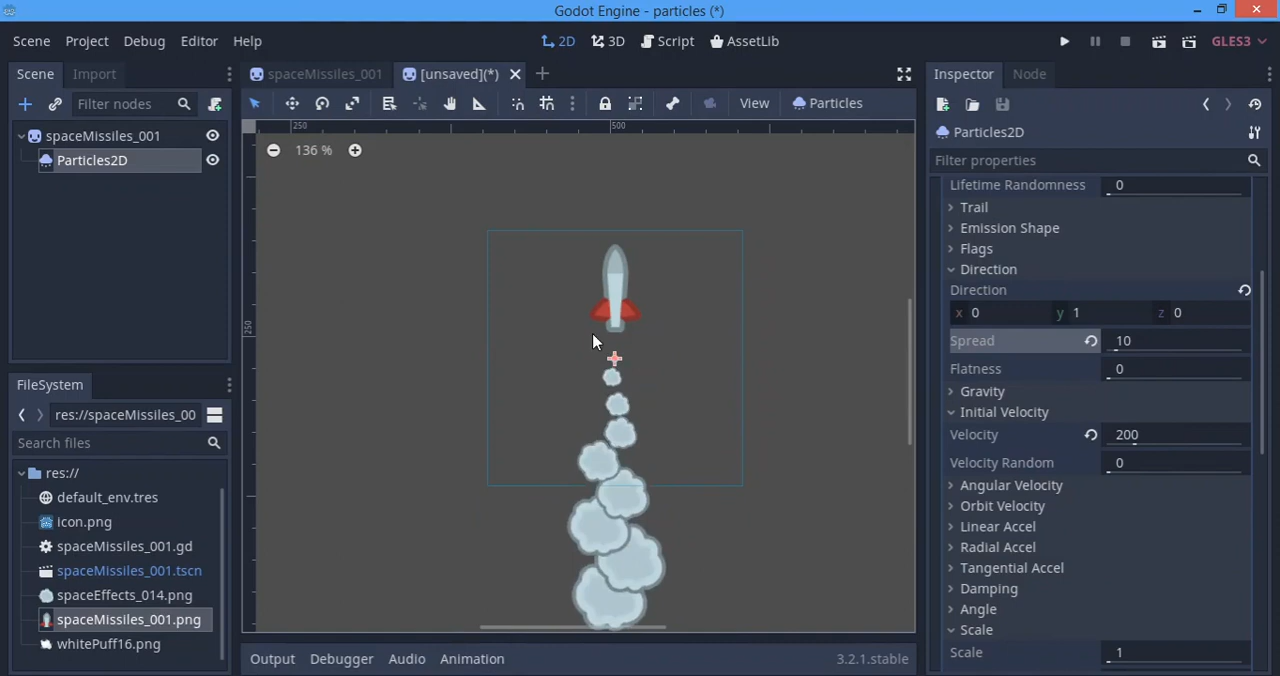 Godot Engine - particles (*)
Scene Project Debug Editor Help
2D 3D Script AssetLib
GLES3
Scene Import
spaceMissiles_001 [unsaved](*)
Inspector Node
Filter nodes
View Particles
spaceMissiles_001
Particles2D
250 500
136 %
250
Particles2D
Filter properties
Lifetime Randomness 0
Trail
Emission Shape
Flags
Direction
Direction
x 0 y 1 z 0
Spread 10
Flatness 0
Gravity
Initial Velocity
Velocity 200
Velocity Random 0
Angular Velocity
Orbit Velocity
Linear Accel
Radial Accel
Tangential Accel
Damping
Angle
Scale
Scale 1
FileSystem
res://spaceMissiles_00
Search files
res://
default_env.tres
icon.png
spaceMissiles_001.gd
spaceMissiles_001.tscn
spaceEffects_014.png
spaceMissiles_001.png
whitePuff16.png
Output Debugger Audio Animation 3.2.1.stable